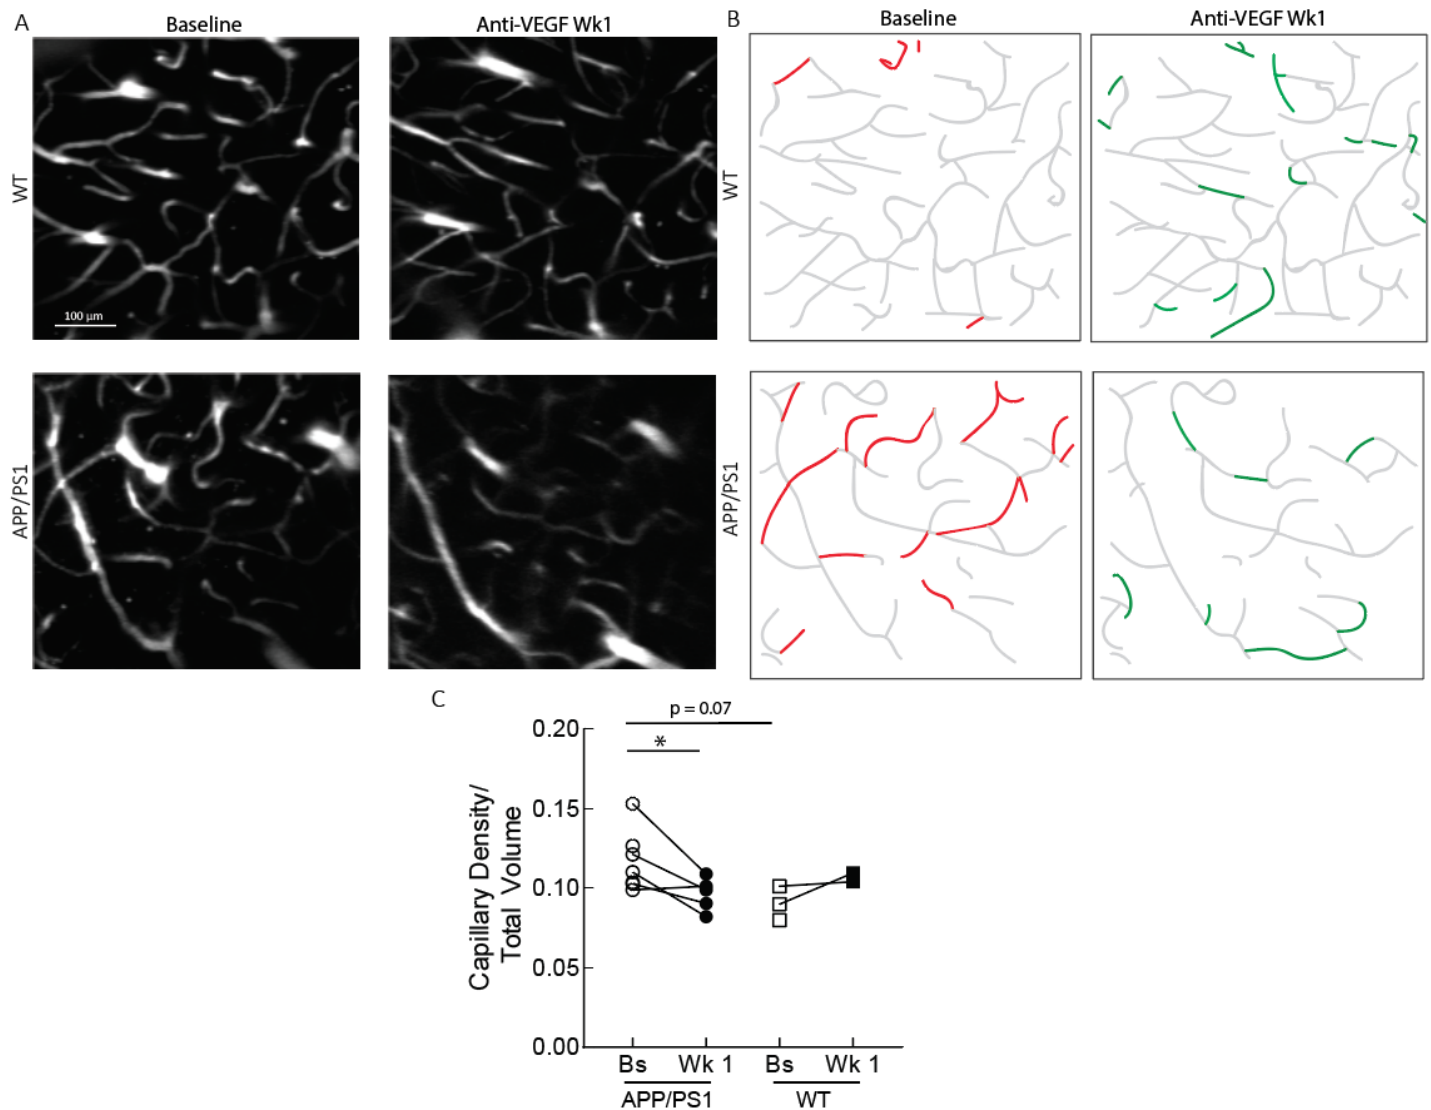 A
Baseline
Anti-VEGF Wk1
B
Baseline
Anti-VEGF Wk1
WT
100 µm
WT
APP/PS1
APP/PS1
C
p = 0.07
*
0.20
0.15
0.10
0.05
0.00
Capillary Density/
Total Volume
Bs
Wk 1
Bs
Wk 1
APP/PS1
WT